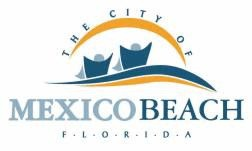 THE CITY OF
MEXICO BEACH
F·L·O·R·I·D·A